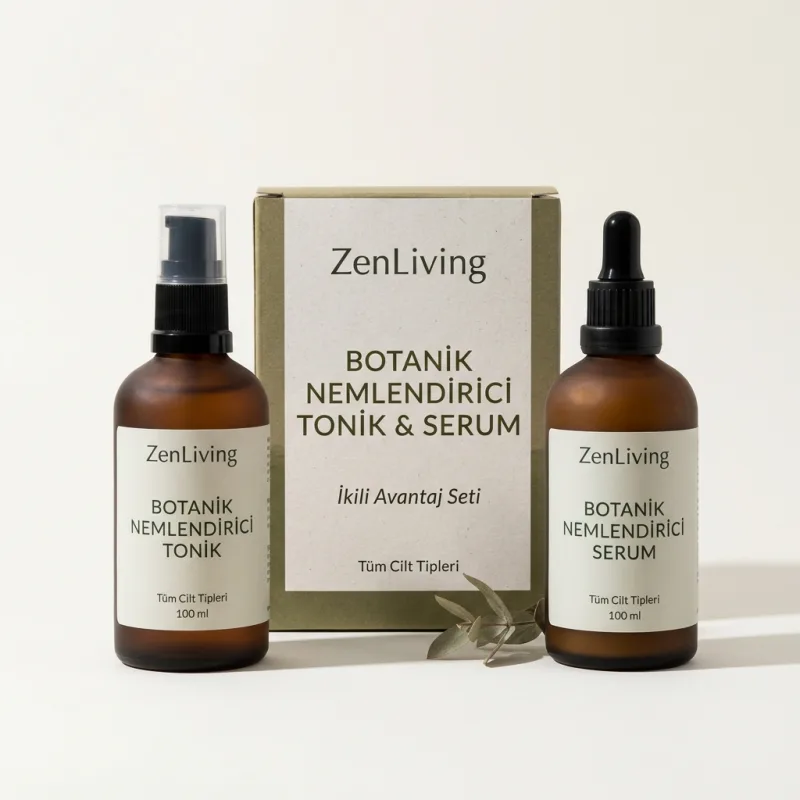 ZenLiving
BOTANİK
NEMLENDİRİCİ
TONİK & SERUM
İkili Avantaj Seti
Tüm Cilt Tipleri
ZenLiving
BOTANİK
NEMLENDİRİCİ
TONİK
Tüm Cilt Tipleri
100 ml
ZenLiving
BOTANİK
NEMLENDİRİCİ
SERUM
Tüm Cilt Tipleri
100 ml